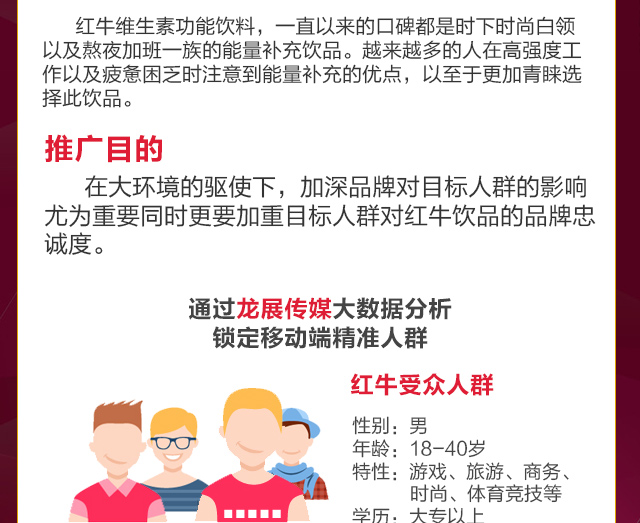 红牛维生素功能饮料，一直以来的口碑都是时下时尚白领
以及熬夜加班一族的能量补充饮品。越来越多的人在高强度工
作以及疲惫困乏时注意到能量补充的优点，以至于更加青睐选
择此饮品。
推广目的
在大环境的驱使下，加深品牌对目标人群的影响
尤为重要同时更要加重目标人群对红牛饮品的品牌忠
诚度。
通过龙展传媒大数据分析
锁定移动端精准人群
红牛受众人群
性别：男
年龄：18-40岁
特性：游戏、旅游、商务、
时尚、体育竞技等
学历：大专以上